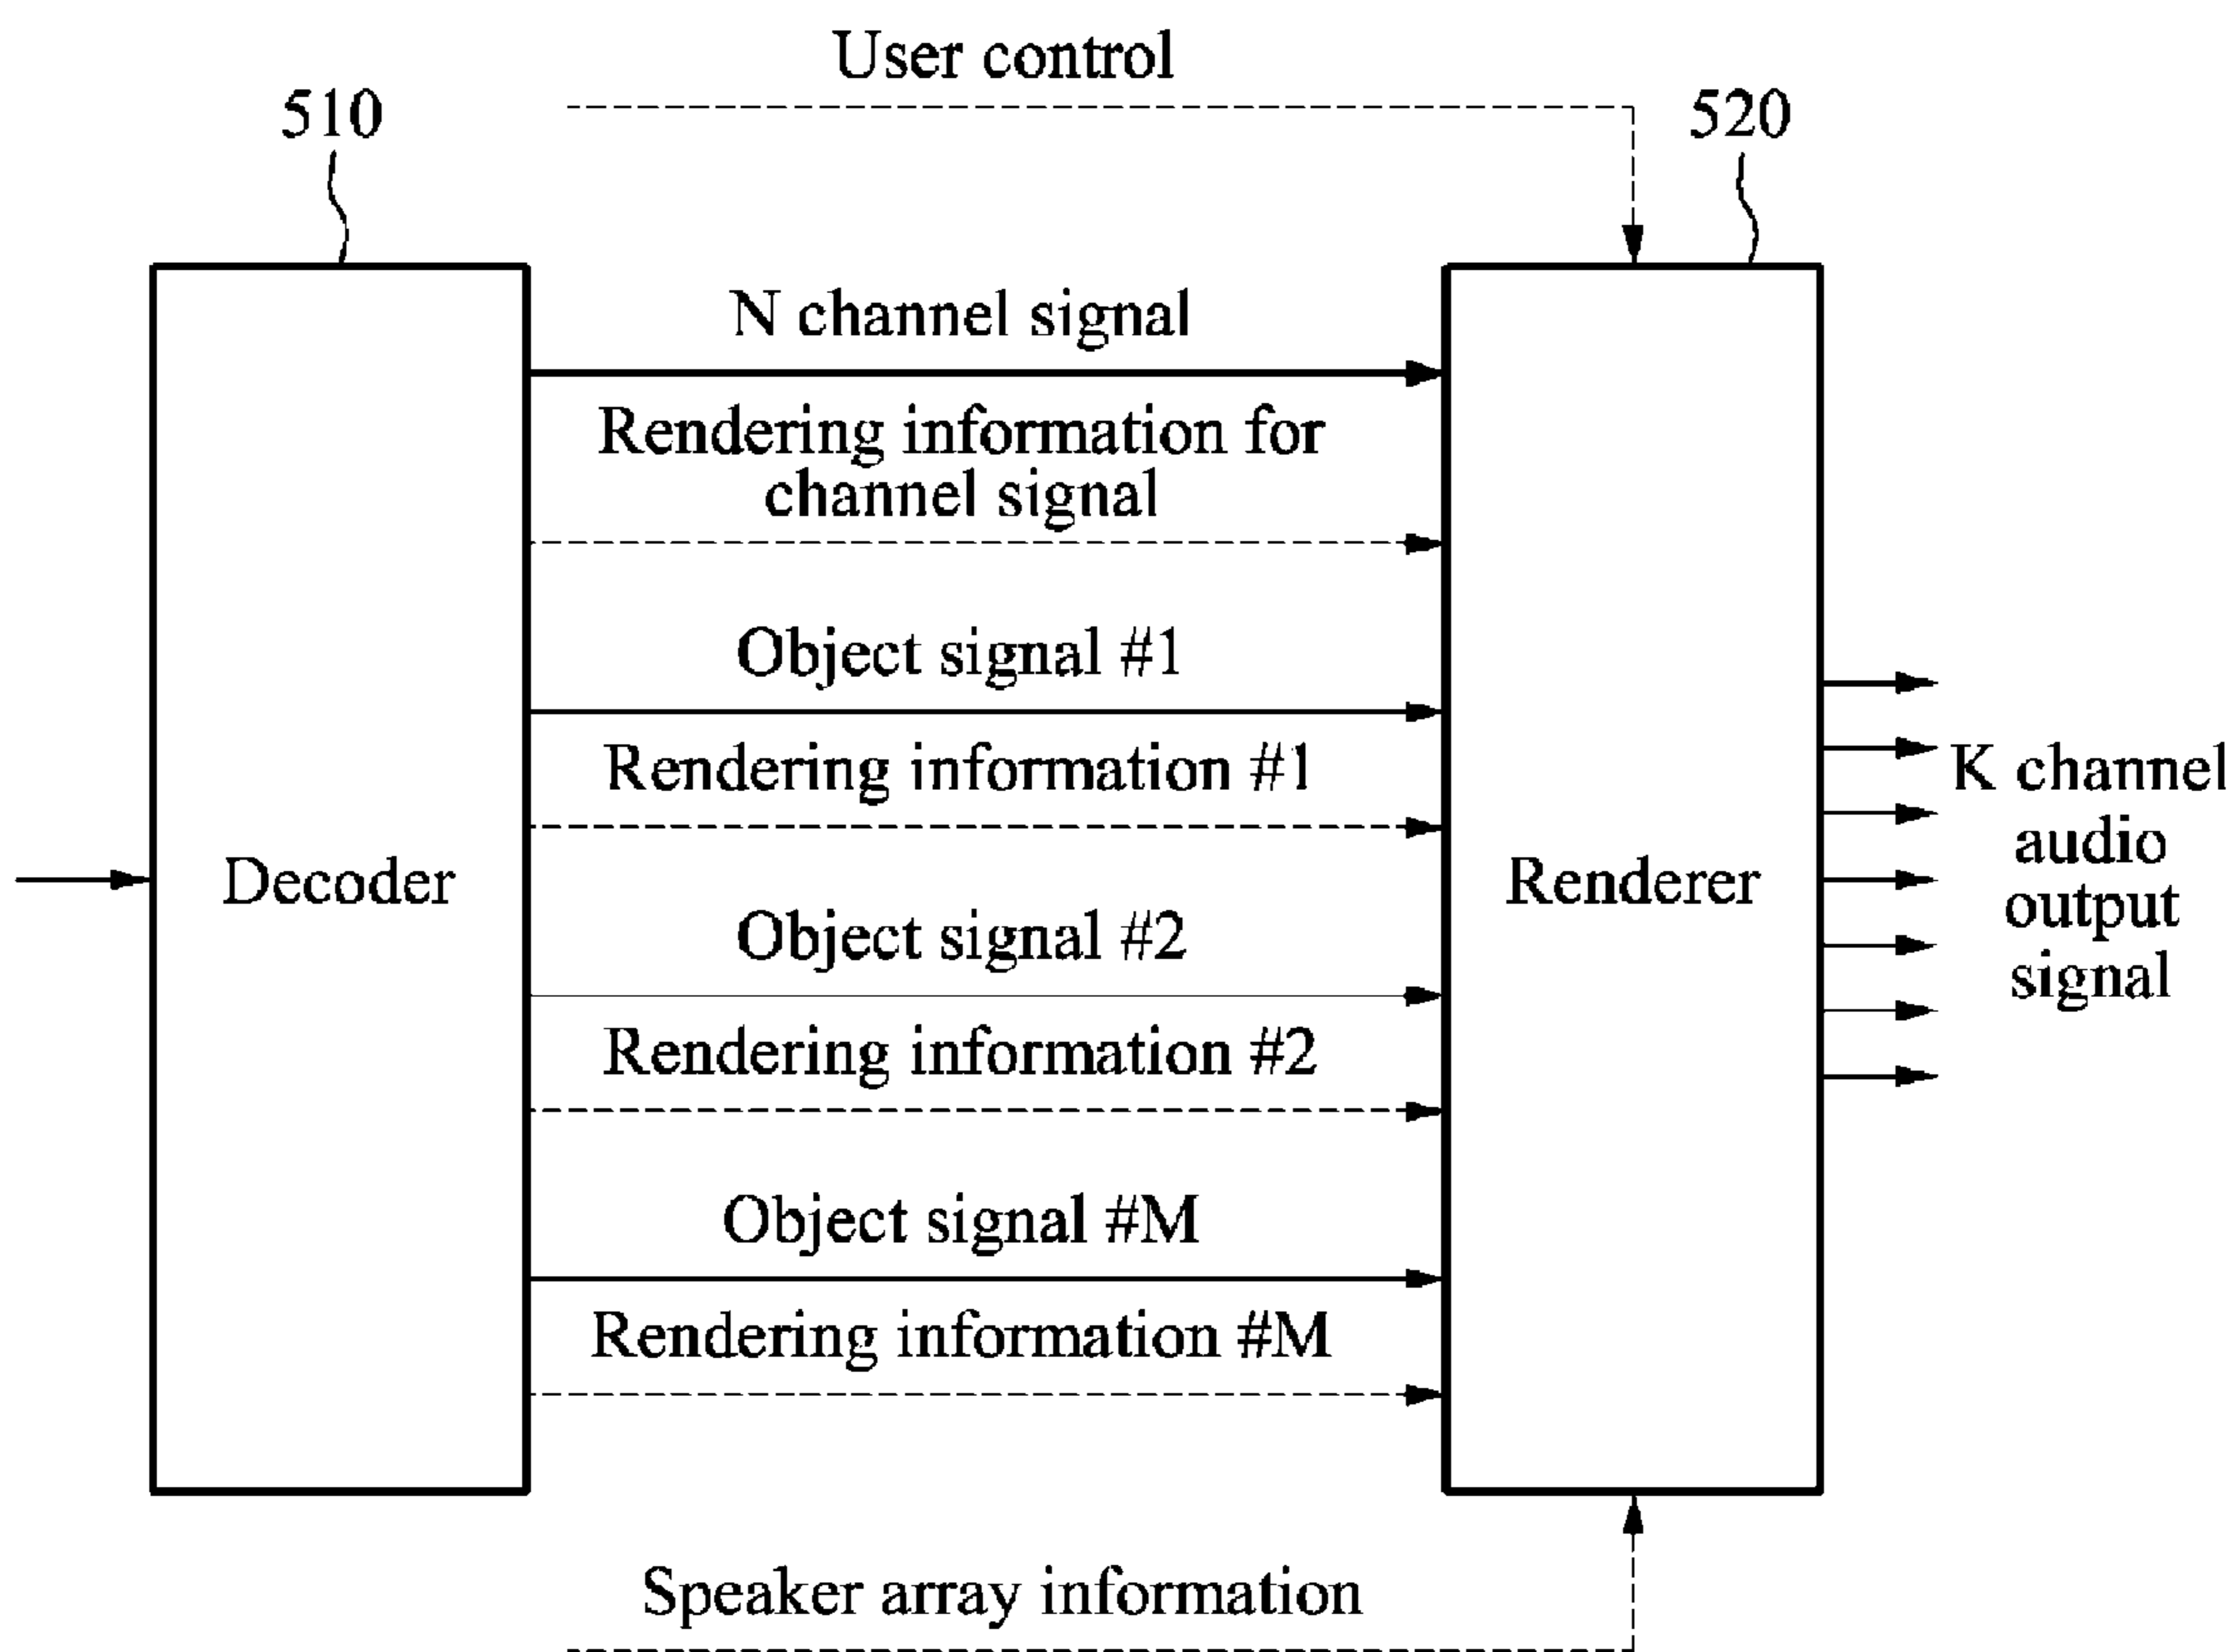 User control
510
520
N channel signal
Rendering information for
channel signal
Object signal #1
Rendering information #1
Decoder
Object signal #2
Rendering information #2
Object signal #M
Rendering information #M
Renderer
K channel
audio
output
signal
Speaker array information